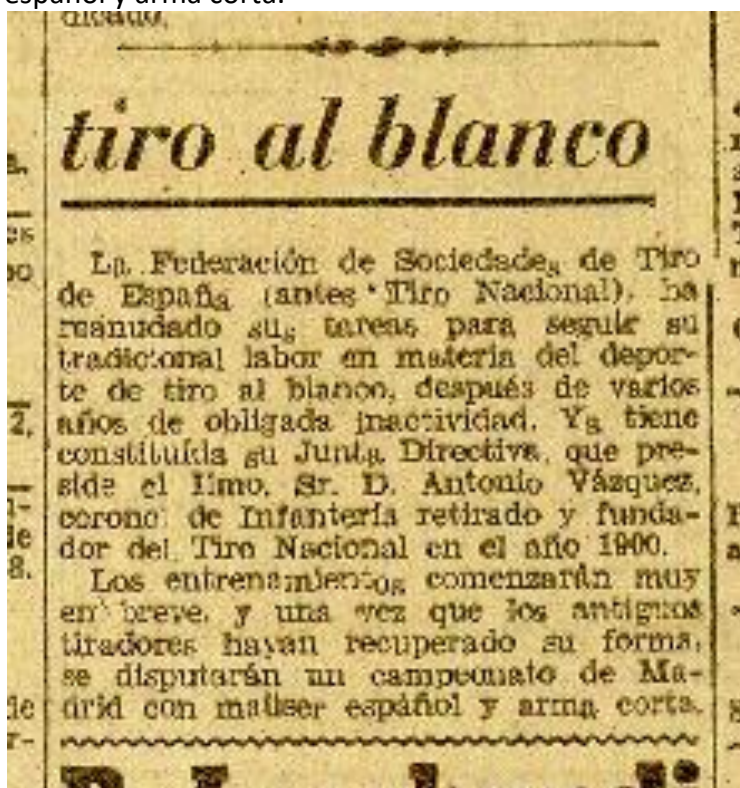 español y arma corta.
dicado.
tiro al blanco
La Federación de Sociedades de Tiro
de España (antes Tiro Nacional), ha
reanudado sus tareas para seguir su
tradicional labor en materia del depor-
te de tiro al blanco, después de varios
años de obligada inactividad. Ya tiene
constituída su Junta Directiva, que pre-
side el Ilmo. Sr. D. Antonio Vázquez,
coronel de Infantería retirado y funda-
dor del Tiro Nacional en el año 1900.
Los entrenamientos comenzarán muy
en breve, y una vez que los antiguos
tiradores hayan recuperado su forma,
se disputarán un campeonato de Ma-
drid con mauser español y arma corta.